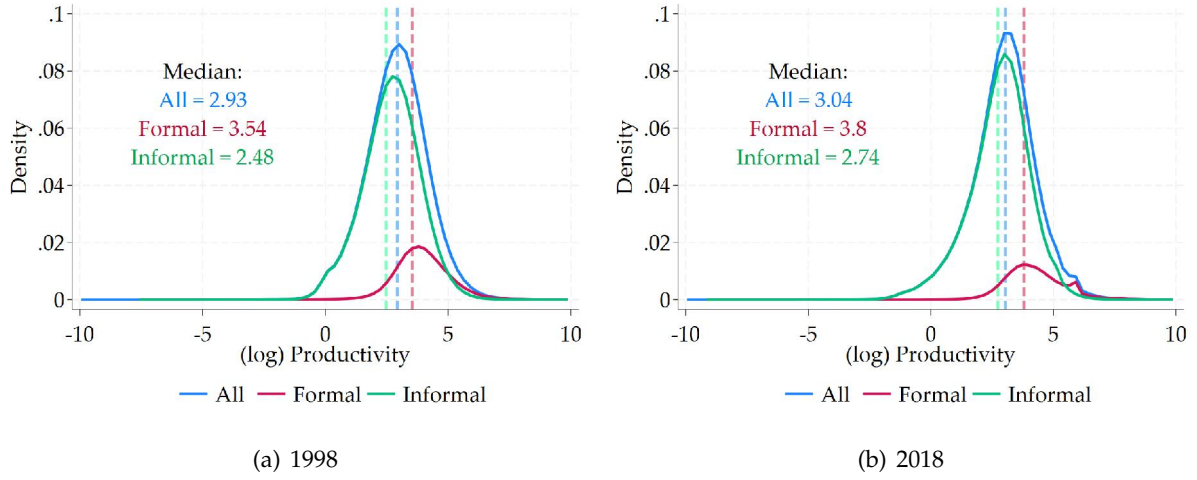 .1
.08
.06
.04
.02
0
Density
Median:
All = 2.93
Formal = 3.54
Informal = 2.48
-10 -5 0 5 10
(log) Productivity
All Formal Informal
(a) 1998
.1
.08
.06
.04
.02
0
Density
Median:
All = 3.04
Formal = 3.8
Informal = 2.74
-10 -5 0 5 10
(log) Productivity
All Formal Informal
(b) 2018